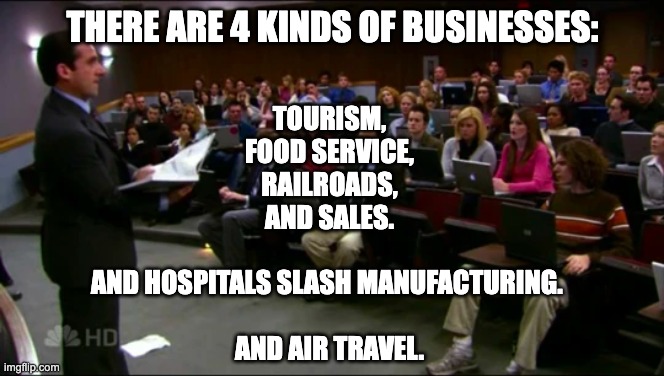 THERE ARE 4 KINDS OF BUSINESSES:
TOURISM,
FOOD SERVICE,
RAILROADS,
AND SALES.
AND HOSPITALS SLASH MANUFACTURING.
AND AIR TRAVEL.
HD
imgflip.com